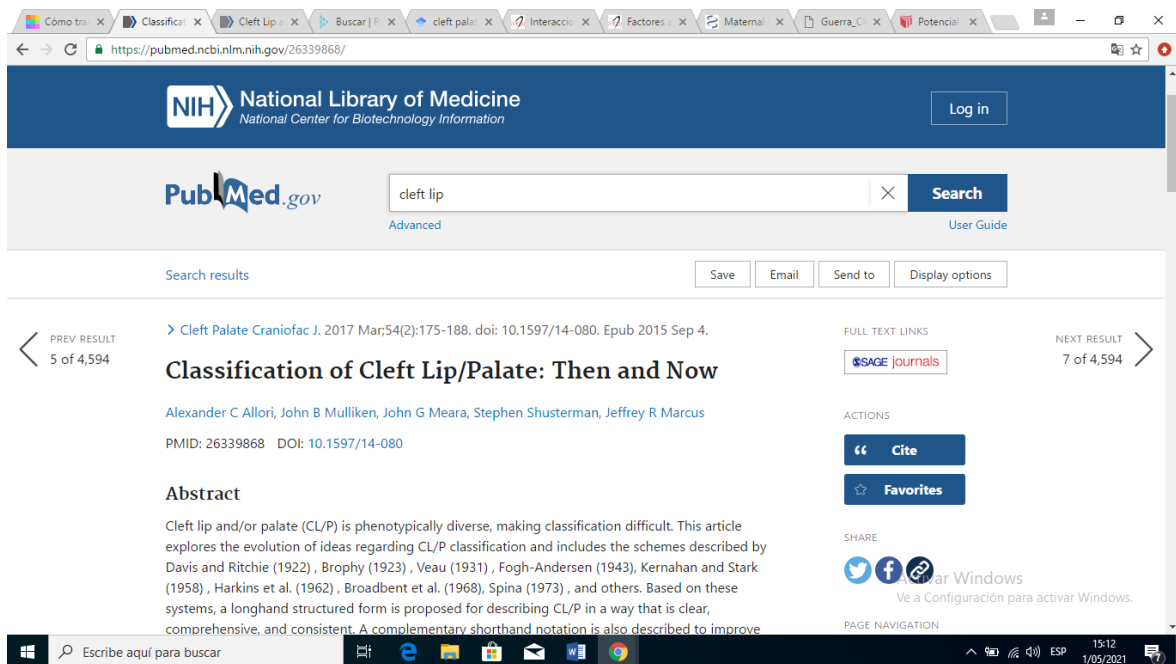 Cómo tra
Classificat
Cleft Lip a
Buscar | R
cleft palat
Interaccio
Factores a
Maternal
Guerra_C
Potencial
https://pubmed.ncbi.nlm.nih.gov/26339868/
NIH National Library of Medicine
National Center for Biotechnology Information
Log in
PubMed.gov
cleft lip
Search
Advanced
User Guide
Search results
Save
Email
Send to
Display options
PREV RESULT
5 of 4,594
NEXT RESULT
7 of 4,594
Cleft Palate Craniofac J. 2017 Mar;54(2):175-188. doi: 10.1597/14-080. Epub 2015 Sep 4.
Classification of Cleft Lip/Palate: Then and Now
Alexander C Allori, John B Mulliken, John G Meara, Stephen Shusterman, Jeffrey R Marcus
PMID: 26339868 DOI: 10.1597/14-080
Abstract
Cleft lip and/or palate (CL/P) is phenotypically diverse, making classification difficult. This article
explores the evolution of ideas regarding CL/P classification and includes the schemes described by
Davis and Ritchie (1922) , Brophy (1923) , Veau (1931) , Fogh-Andersen (1943), Kernahan and Stark
(1958) , Harkins et al. (1962) , Broadbent et al. (1968), Spina (1973) , and others. Based on these
systems, a longhand structured form is proposed for describing CL/P in a way that is clear,
comprehensive, and consistent. A complementary shorthand notation is also described to improve
FULL TEXT LINKS
SAGE journals
ACTIONS
Cite
Favorites
SHARE
Activar Windows
Ve a Configuración para activar Windows.
PAGE NAVIGATION
Escribe aquí para buscar
ESP
15:12
1/05/2021